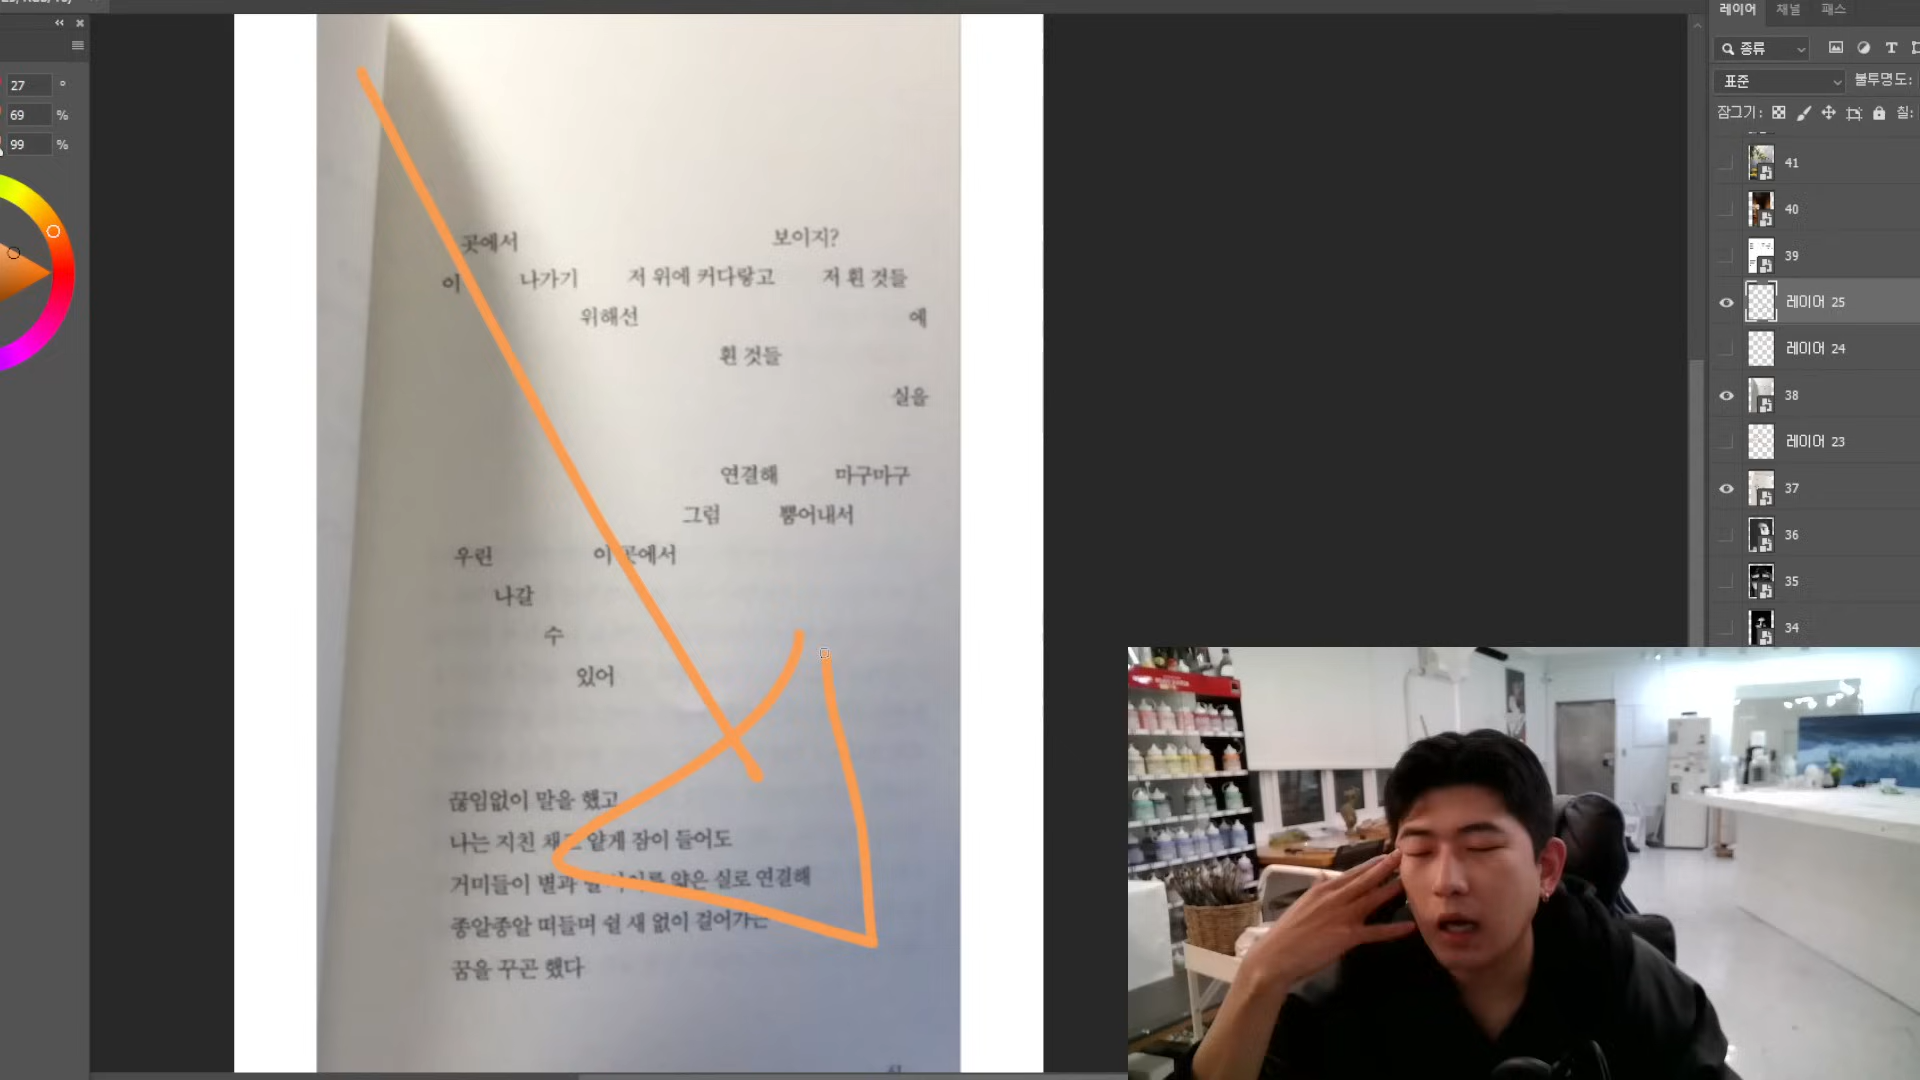 27 °
69 %
99 %
곳에서 보이지?
이 나가기 저 위에 커다랗고 저 흰 것들
위해선 에
흰 것들
실을
연결해 마구마구
그럼 뿜어내서
우린 이 곳에서
나갈
수
있어
끊임없이 말을 했고
나는 지친 얕게 잠이 들어도
거미들이 별과 얇은 실로 연결해
종알종알 떠들며 쉴 새 없이 걸어가는
꿈을 꾸곤 했다
레이어 채널 패스
종류
표준 불투명도:
잠그기: 칠:
41
40
39
레이어 25
레이어 24
38
레이어 23
37
36
35
34